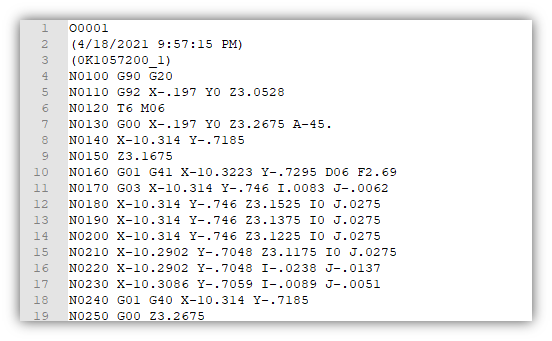 1 O0001
2 (4/18/2021 9:57:15 PM)
3 (0K1057200_1)
4 N0100 G90 G20
5 N0110 G92 X-.197 Y0 Z3.0528
6 N0120 T6 M06
7 N0130 G00 X-.197 Y0 Z3.2675 A-45.
8 N0140 X-10.314 Y-.7185
9 N0150 Z3.1675
10 N0160 G01 G41 X-10.3223 Y-.7295 D06 F2.69
11 N0170 G03 X-10.314 Y-.746 I.0083 J-.0062
12 N0180 X-10.314 Y-.746 Z3.1525 I0 J.0275
13 N0190 X-10.314 Y-.746 Z3.1375 I0 J.0275
14 N0200 X-10.314 Y-.746 Z3.1225 I0 J.0275
15 N0210 X-10.2902 Y-.7048 Z3.1175 I0 J.0275
16 N0220 X-10.2902 Y-.7048 I-.0238 J-.0137
17 N0230 X-10.3086 Y-.7059 I-.0089 J-.0051
18 N0240 G01 G40 X-10.314 Y-.7185
19 N0250 G00 Z3.2675